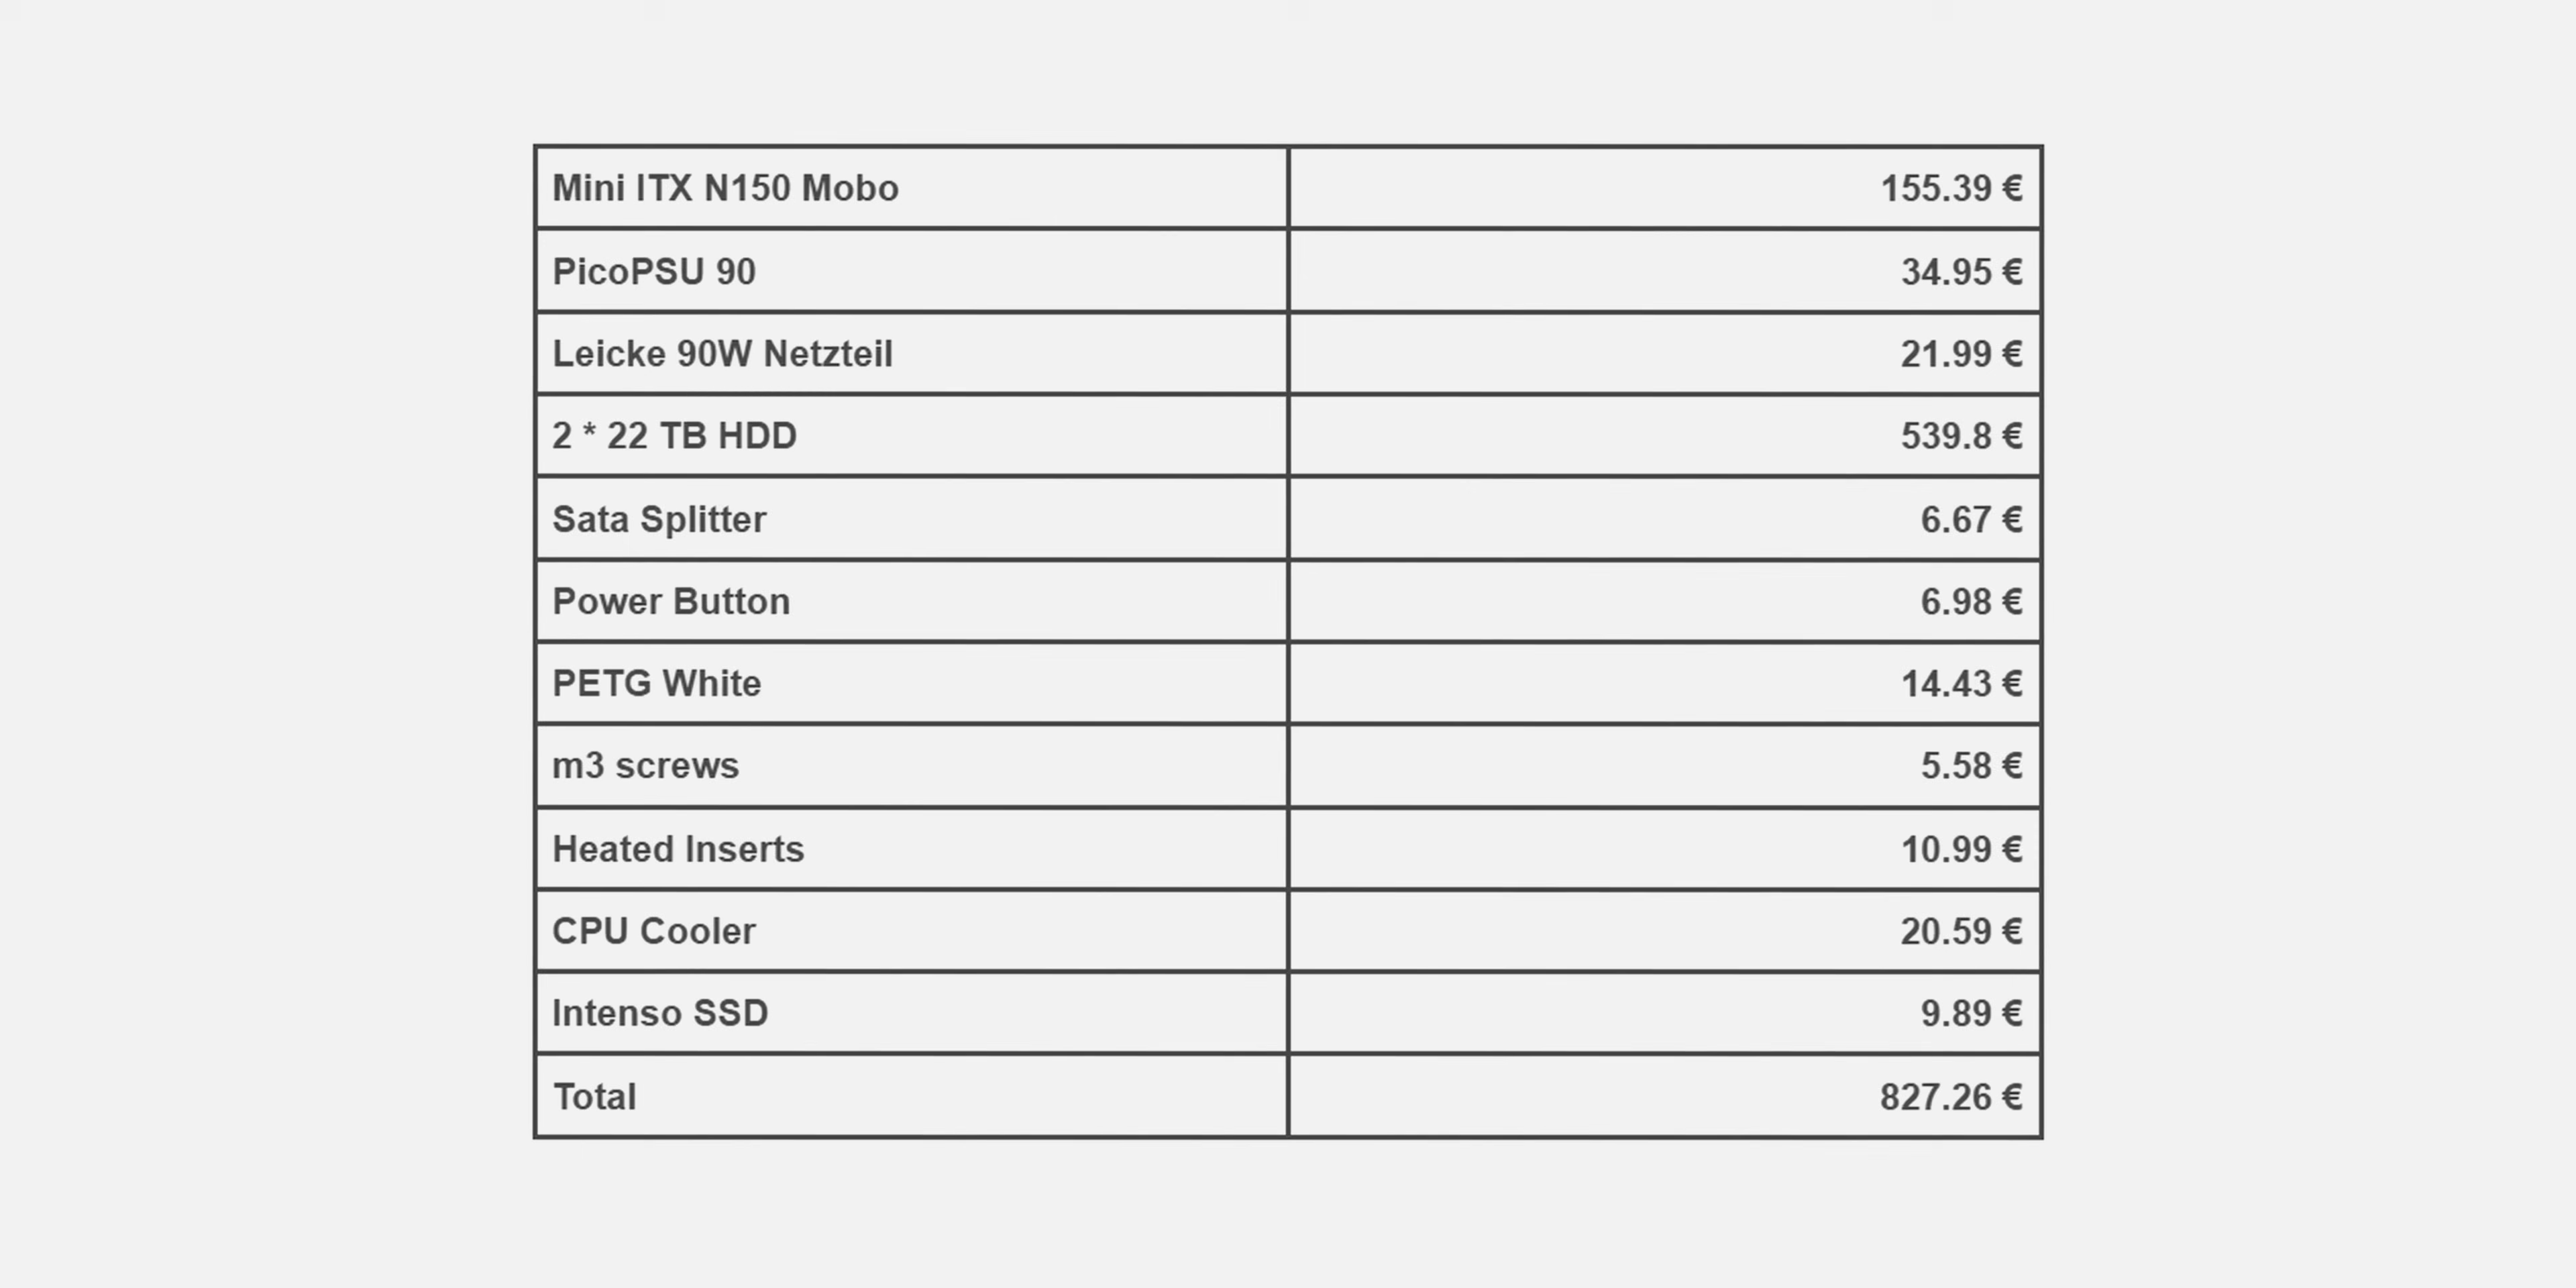 Mini ITX N150 Mobo 155.39 €
PicoPSU 90 34.95 €
Leicke 90W Netzteil 21.99 €
2 * 22 TB HDD 539.8 €
Sata Splitter 6.67 €
Power Button 6.98 €
PETG White 14.43 €
m3 screws 5.58 €
Heated Inserts 10.99 €
CPU Cooler 20.59 €
Intenso SSD 9.89 €
Total 827.26 €